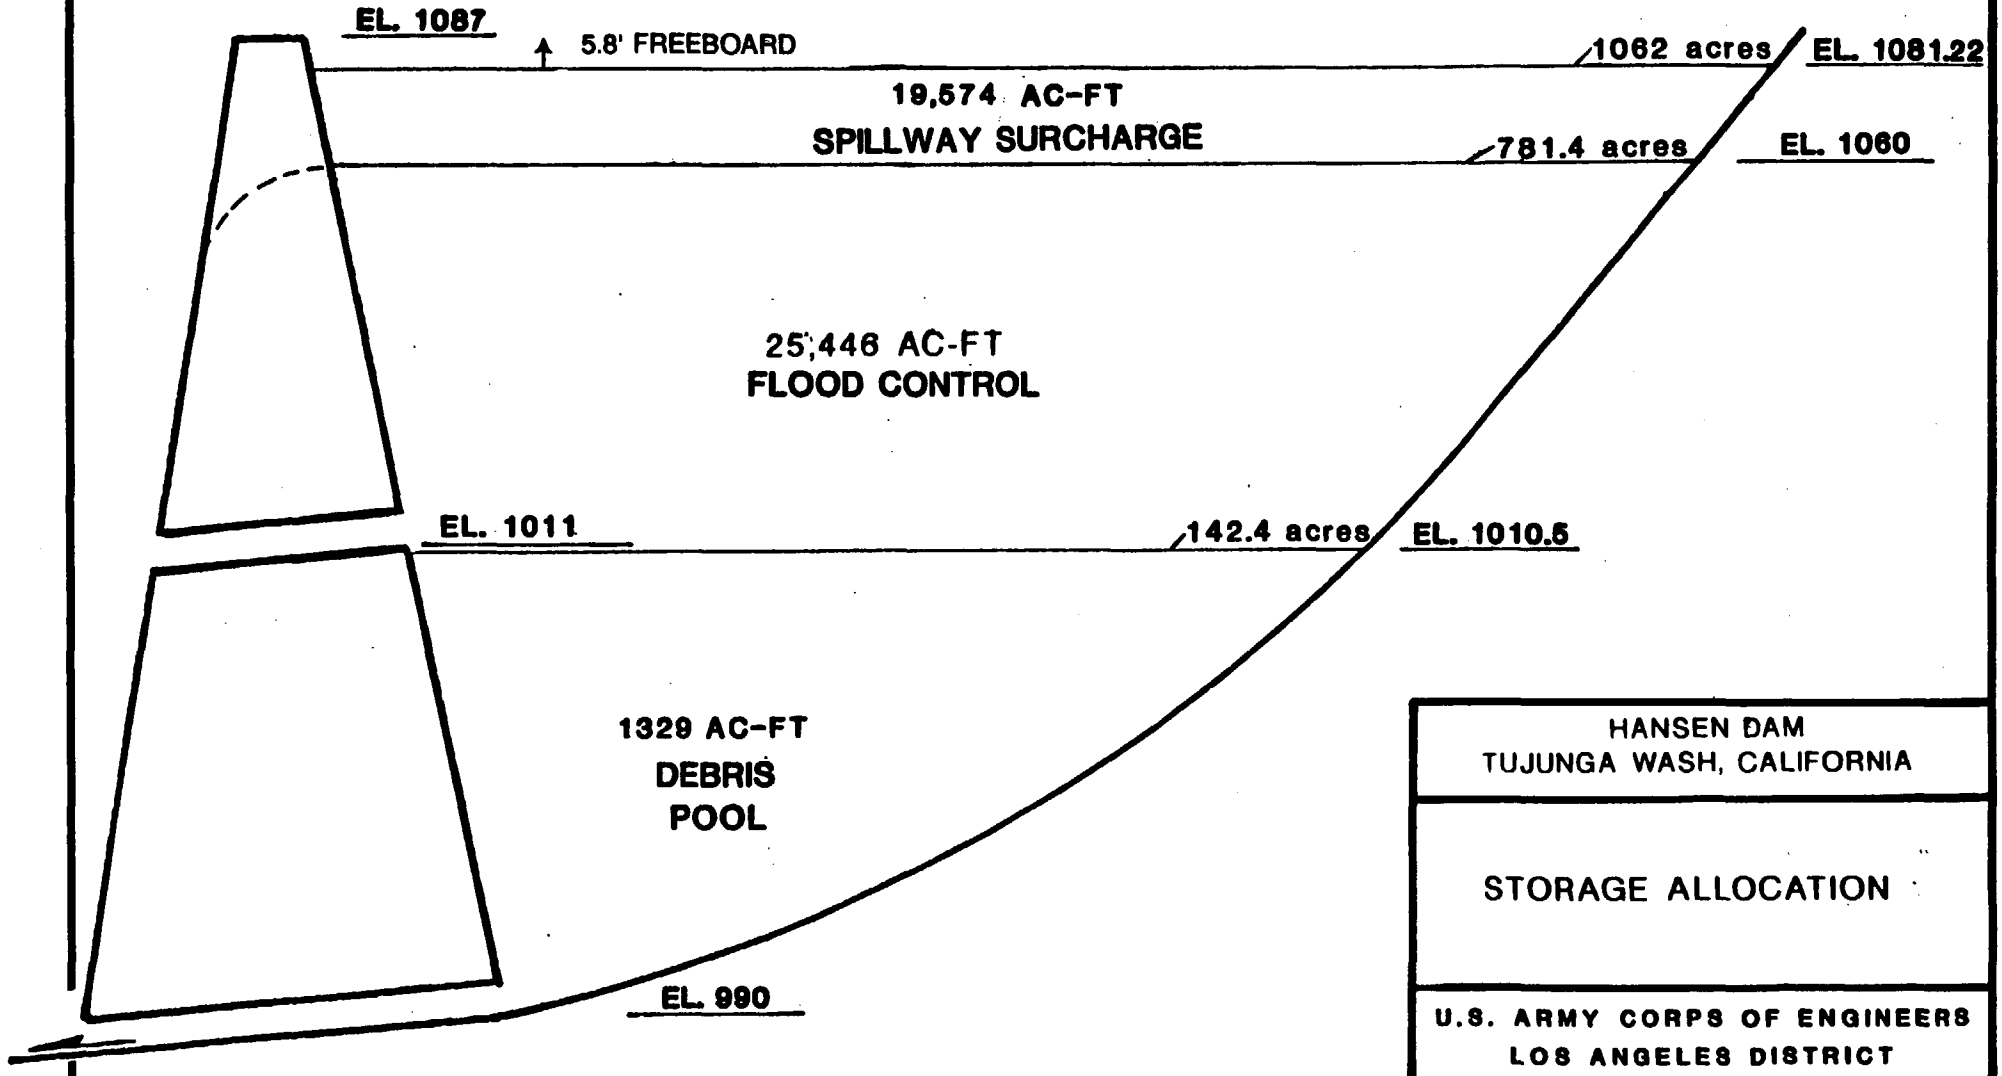 EL. 1087
5.8' FREEBOARD
1062 acres
EL. 1081.22
19,574 AC-FT
SPILLWAY SURCHARGE
781.4 acres
EL. 1060
25,446 AC-FT
FLOOD CONTROL
EL. 1011
142.4 acres
EL. 1010.5
1329 AC-FT
DEBRIS
POOL
EL. 990
HANSEN DAM
TUJUNGA WASH, CALIFORNIA
STORAGE ALLOCATION
U.S. ARMY CORPS OF ENGINEERS
LOS ANGELES DISTRICT